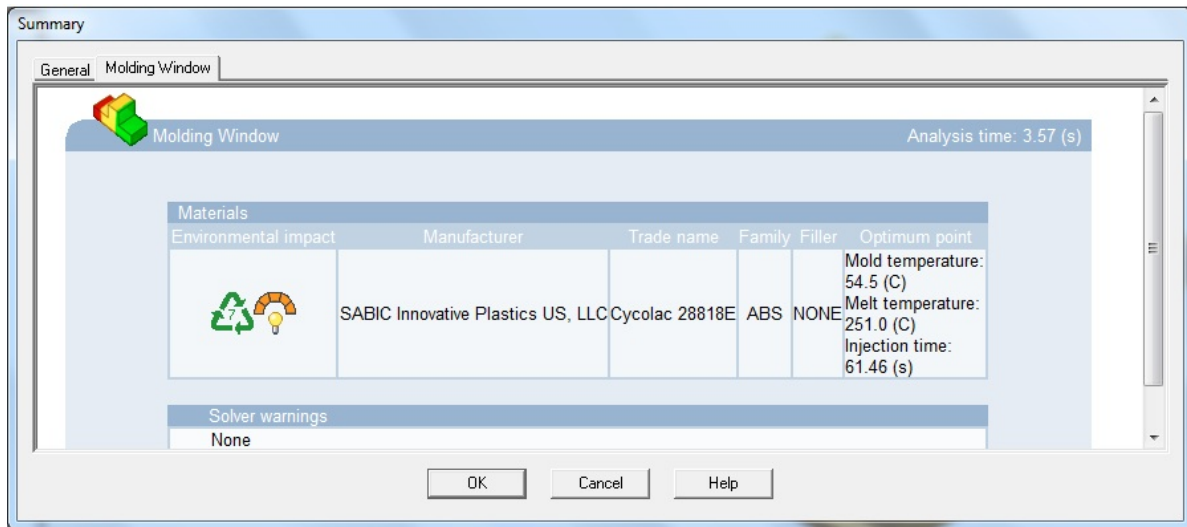 Summary
General Molding Window
Molding Window Analysis time: 3.57 (s)
Materials
Environmental impact Manufacturer Trade name Family Filler Optimum point
7 SABIC Innovative Plastics US, LLC Cycolac 28818E ABS NONE
Mold temperature:
54.5 (C)
Melt temperature:
251.0 (C)
Injection time:
61.46 (s)
Solver warnings
None
OK Cancel Help